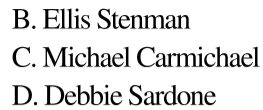 B. Ellis Stenman
C. Michael Carmichael
D. Debbie Sardone